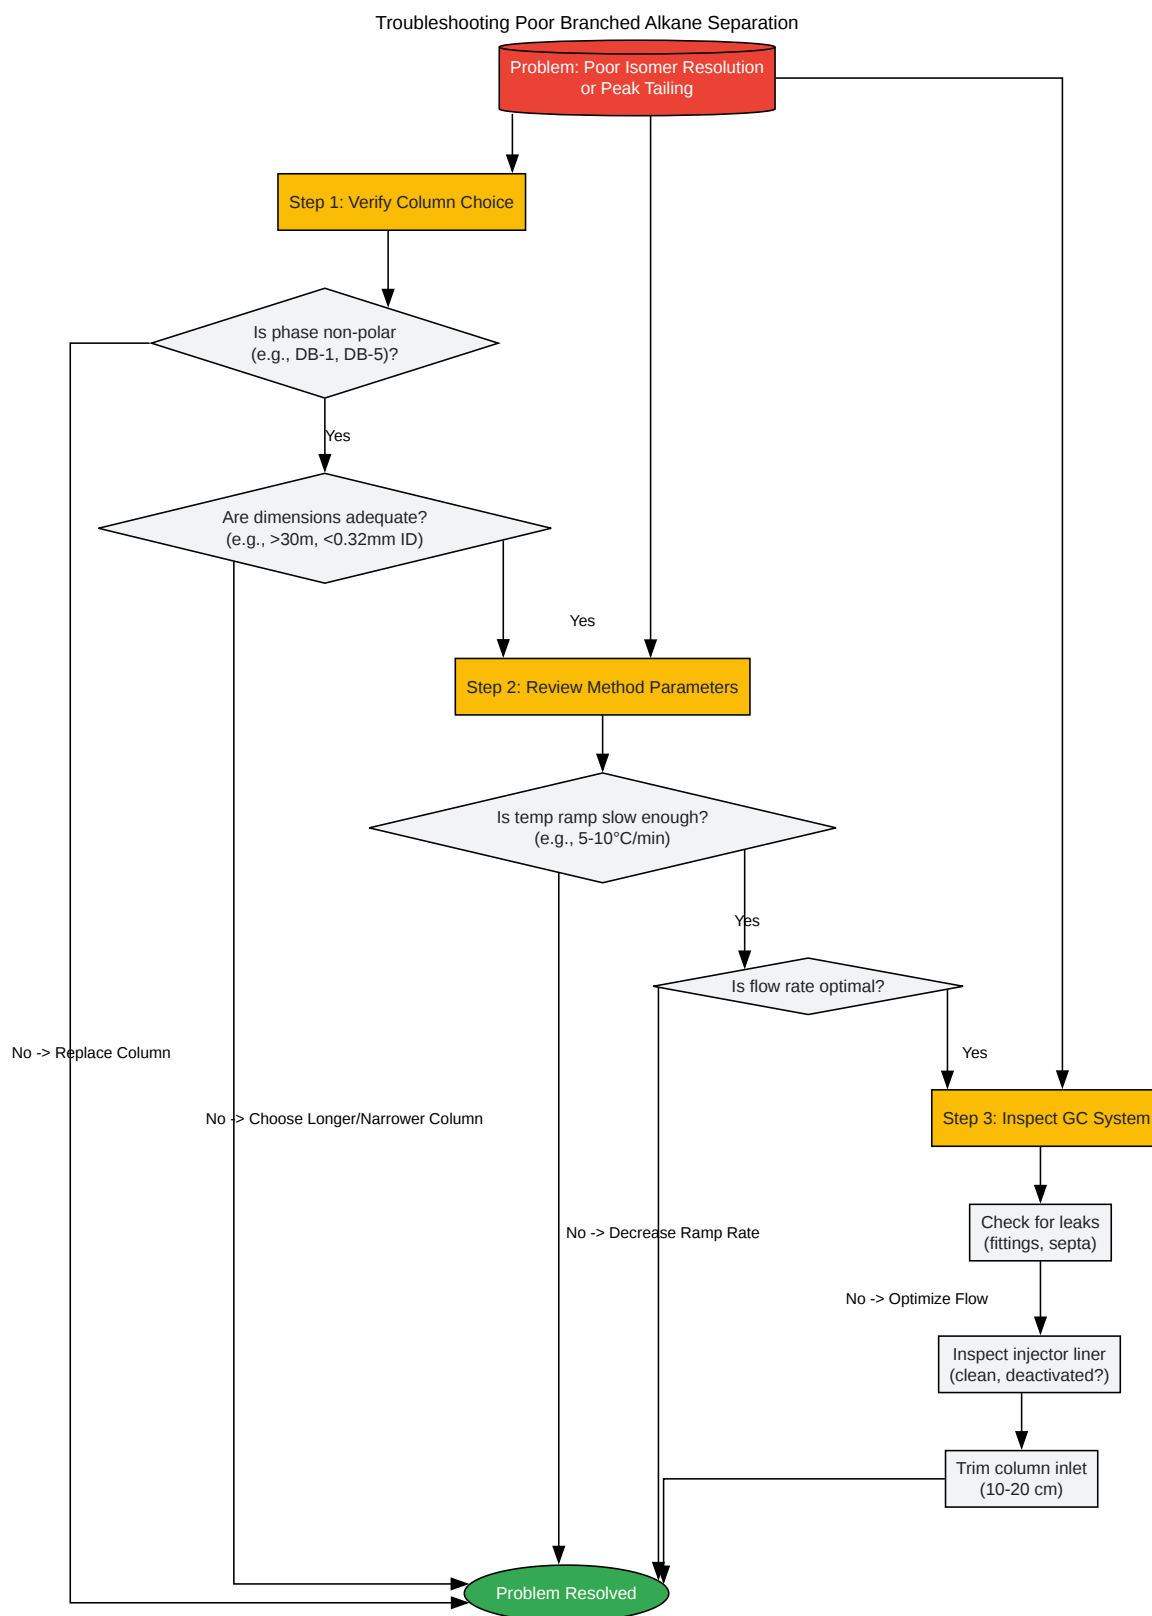 Troubleshooting Poor Branched Alkane Separation
Problem: Poor Isomer Resolution
or Peak Tailing
Step 1: Verify Column Choice
Is phase non-polar
(e.g., DB-1, DB-5)?
Yes
Are dimensions adequate?
(e.g., >30m, <0.32mm ID)
Yes
Step 2: Review Method Parameters
Is temp ramp slow enough?
(e.g., 5-10°C/min)
Yes
Is flow rate optimal?
No -> Replace Column
Yes
No -> Choose Longer/Narrower Column
Step 3: Inspect GC System
Check for leaks
(fittings, septa)
No -> Decrease Ramp Rate
No -> Optimize Flow
Inspect injector liner
(clean, deactivated?)
Trim column inlet
(10-20 cm)
Problem Resolved